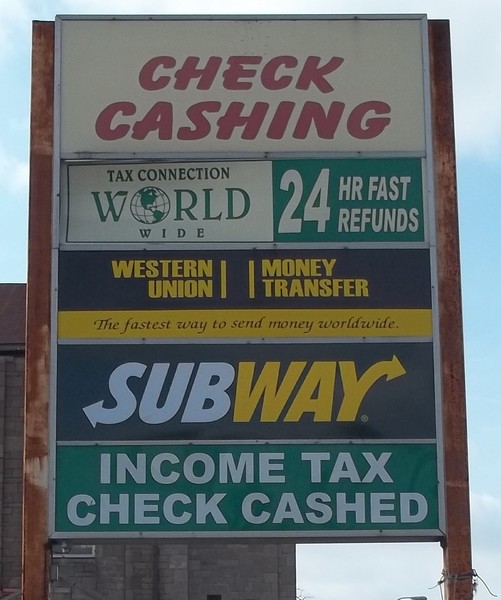 CHECK
CASHING
TAX CONNECTION
WORLD
WIDE
24 HR FAST
REFUNDS
WESTERN
UNION
MONEY
TRANSFER
The fastest way to send money worldwide.
SUBWAY®
INCOME TAX
CHECK CASHED